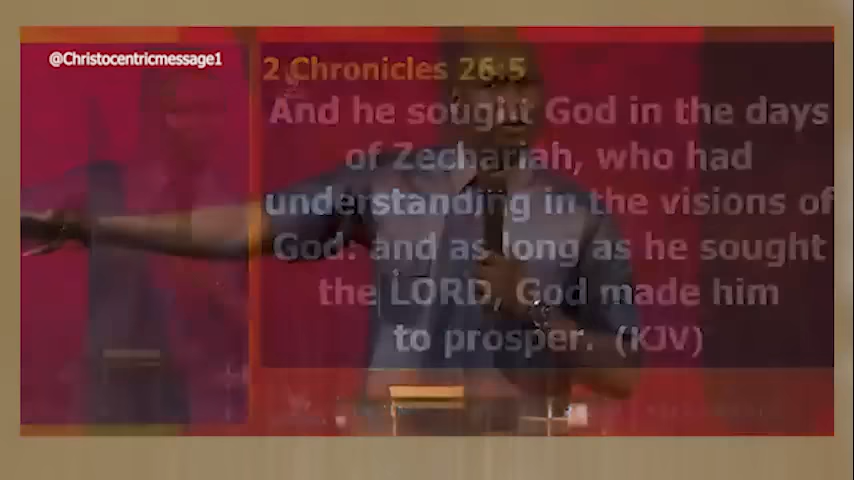 @Christocentricmessage1
2 Chronicles 26:5
And he sought God in the days
of Zechariah, who had
understanding in the visions of
God: and as long as he sought
the LORD, God made him
to prosper. (KJV)